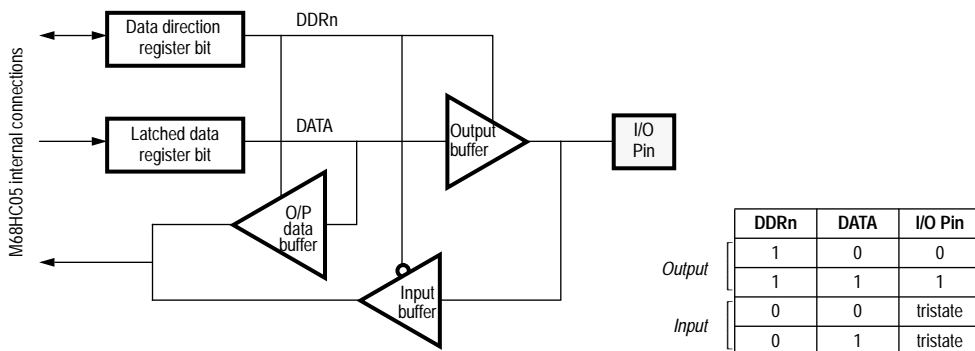 DDRn
Data direction
register bit
M68HC05 internal connections
Latched data
register bit
DATA
Output
buffer
I/O
Pin
O/P
data
buffer
Input
buffer
DDRn DATA I/O Pin
Output
1 0 0
1 1 1
Input
0 0 tristate
0 1 tristate